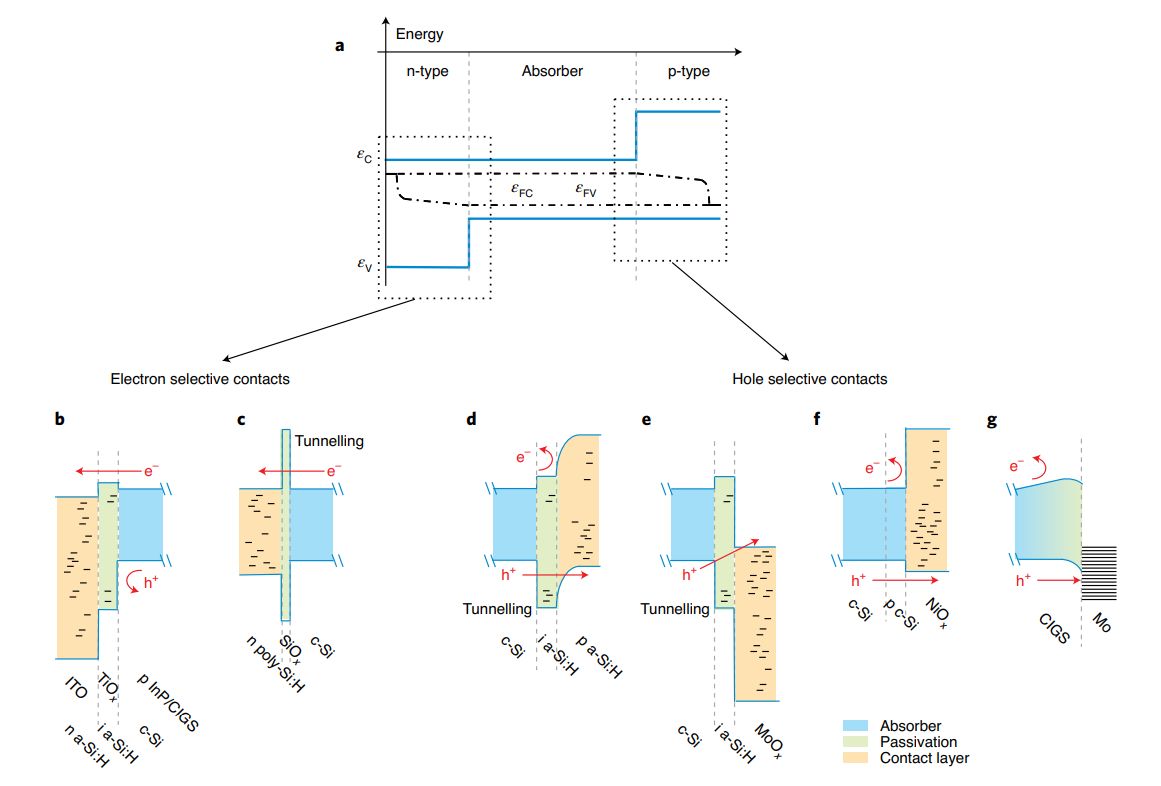 a
Energy
n-type
Absorber
p-type
εC
εFC
εFV
εV
Electron selective contacts
Hole selective contacts
b
e–
h+
ITO
TiOx
p InP/CIGS
n a-Si:H
i a-Si:H
c-Si
c
Tunnelling
e–
n poly-Si:H
SiOx
c-Si
d
e–
h+
Tunnelling
c-Si
i a-Si:H
p a-Si:H
e
h+
Tunnelling
c-Si
i a-Si:H
MoOx
f
e–
h+
c-Si
p c-Si
NiOx
g
e–
h+
CIGS
Mo
Absorber
Passivation
Contact layer